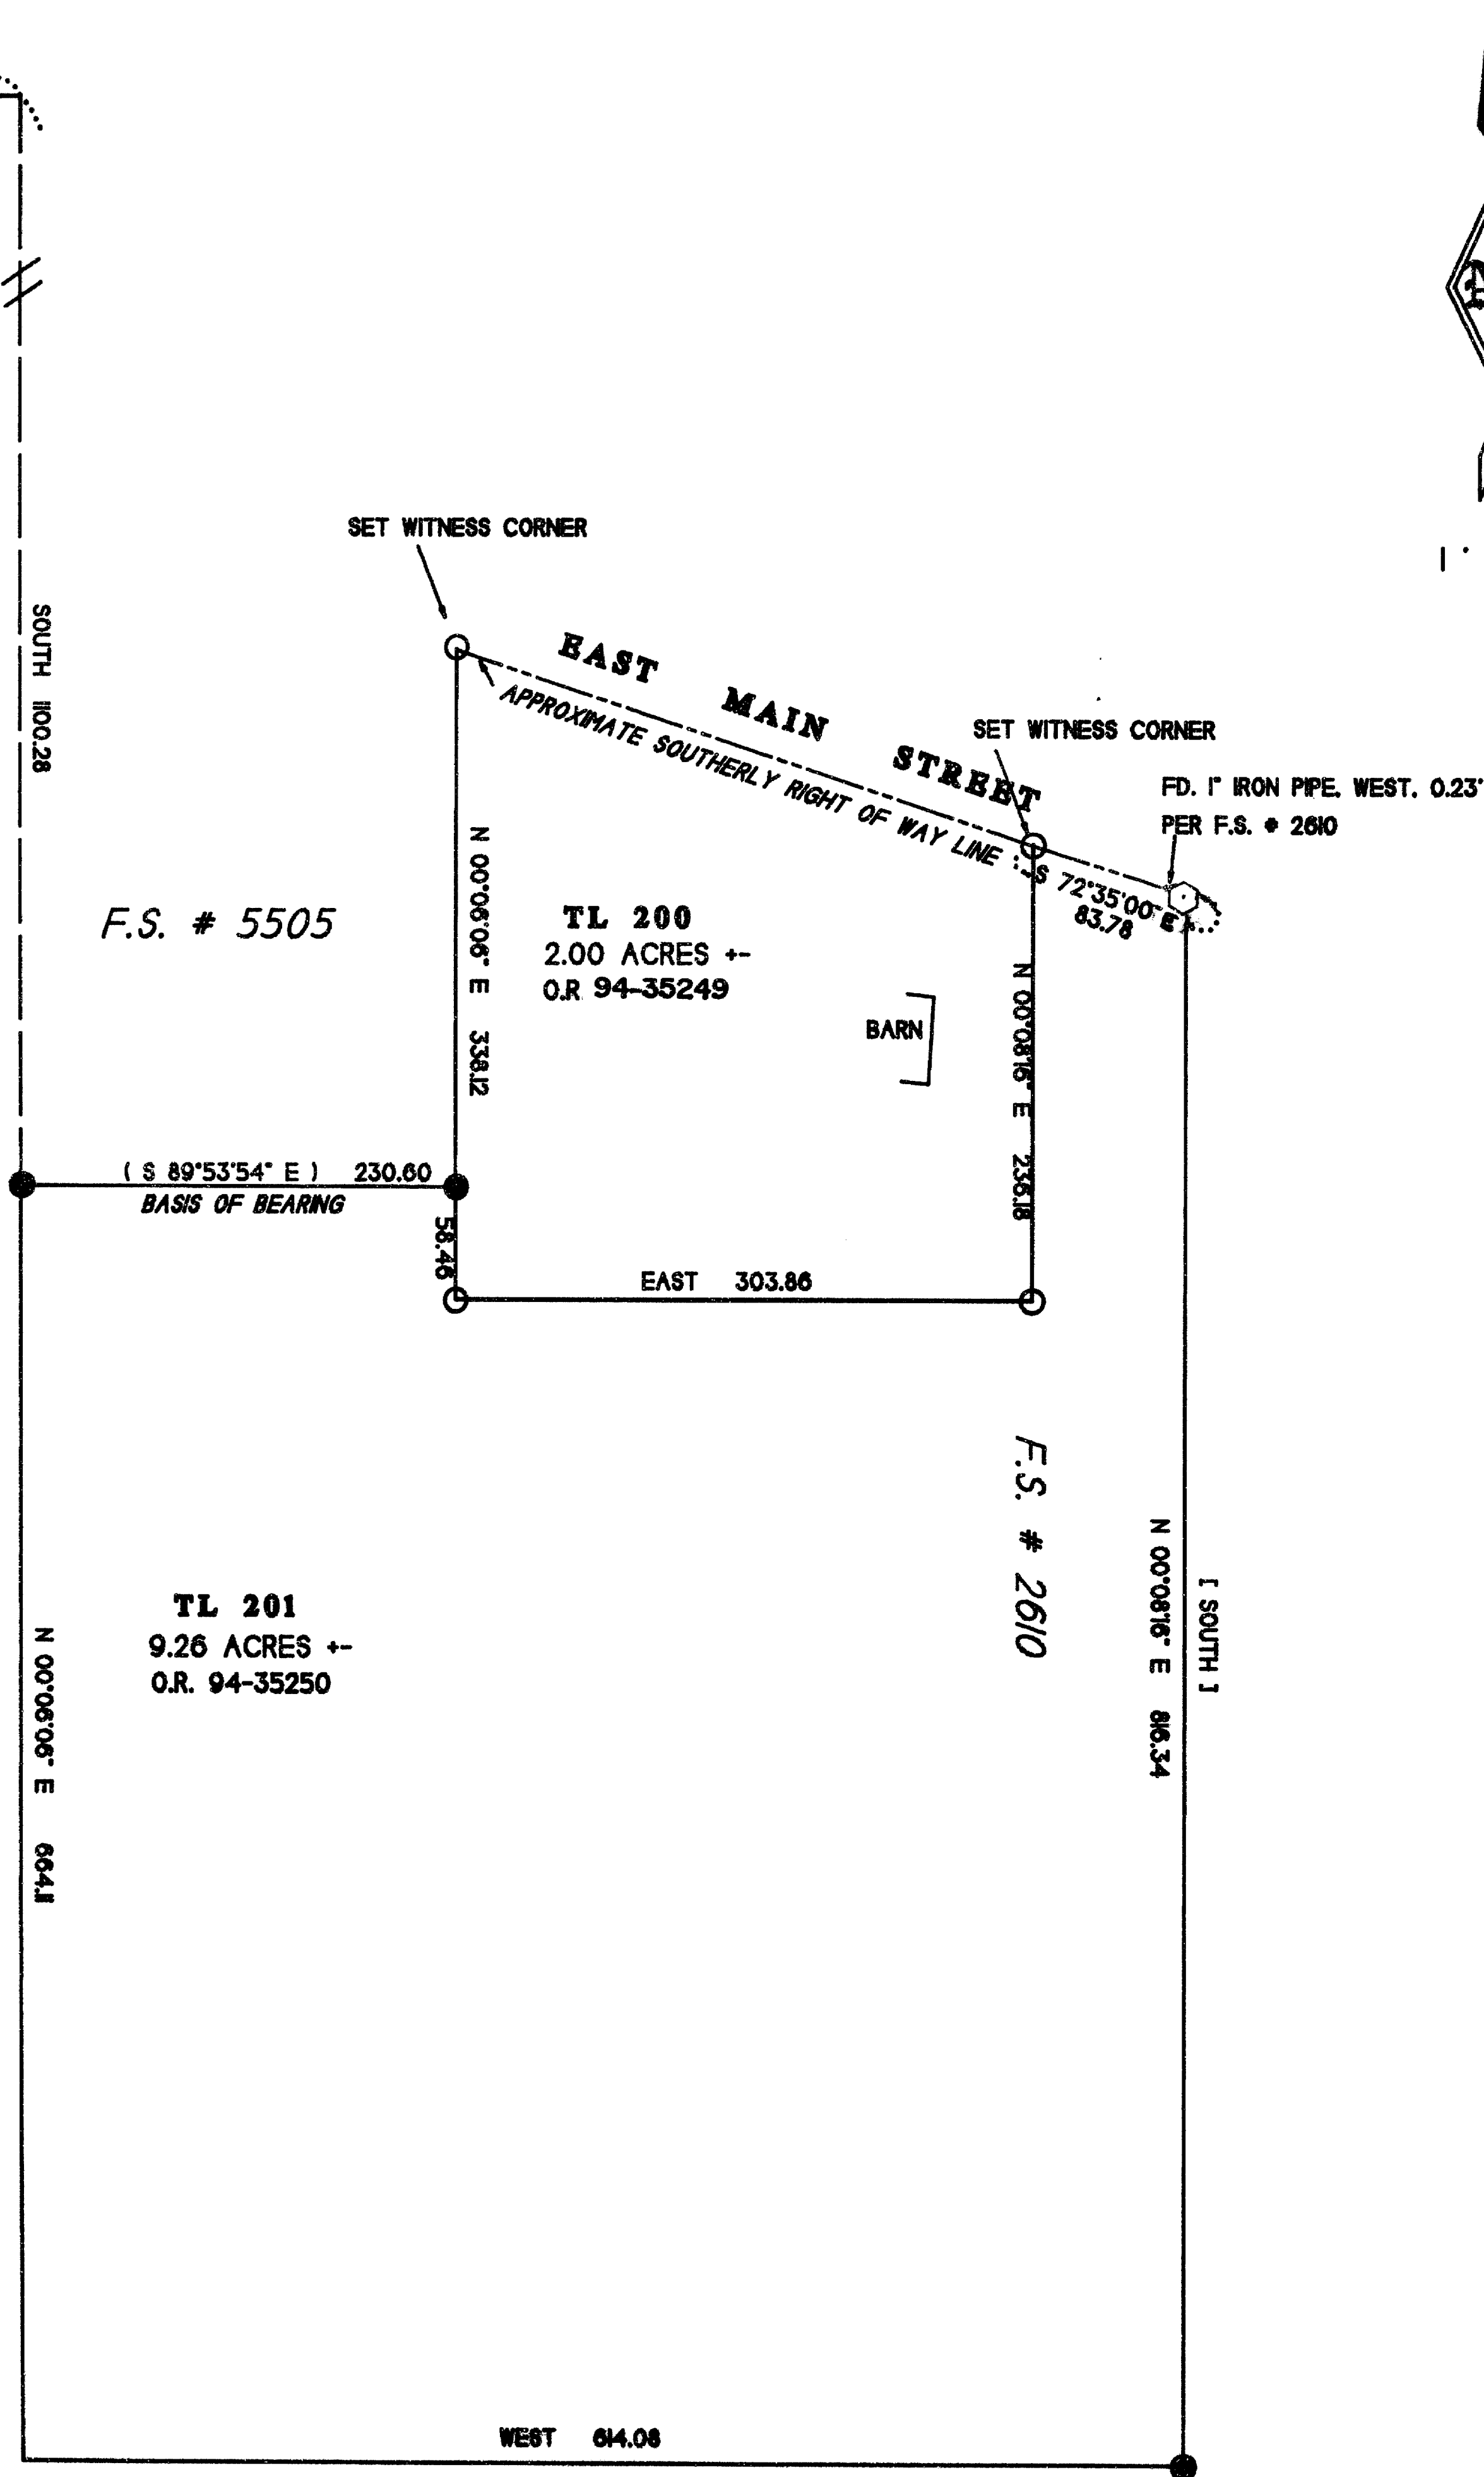 SET WITNESS CORNER
SOUTH 1100.28
EAST MAIN STREET
APPROXIMATE SOUTHERLY RIGHT OF WAY LINE
SET WITNESS CORNER
FD. 1" IRON PIPE. WEST. 0.23'
PER F.S. # 2610
S 72°35'00" E
83.78
N 00°06'06" E 338.12
F.S. # 5505
TL 200
2.00 ACRES +-
O.R 94-35249
BARN
N 00°08'16" E 236.18
( S 89°53'54" E ) 230.60
BASIS OF BEARING
58.46
EAST 303.86
F.S. # 2610
N 00°08'16" E 816.34
[ SOUTH ]
TL 201
9.26 ACRES +-
O.R. 94-35250
N 00°06'06" E 664.11
WEST 614.08